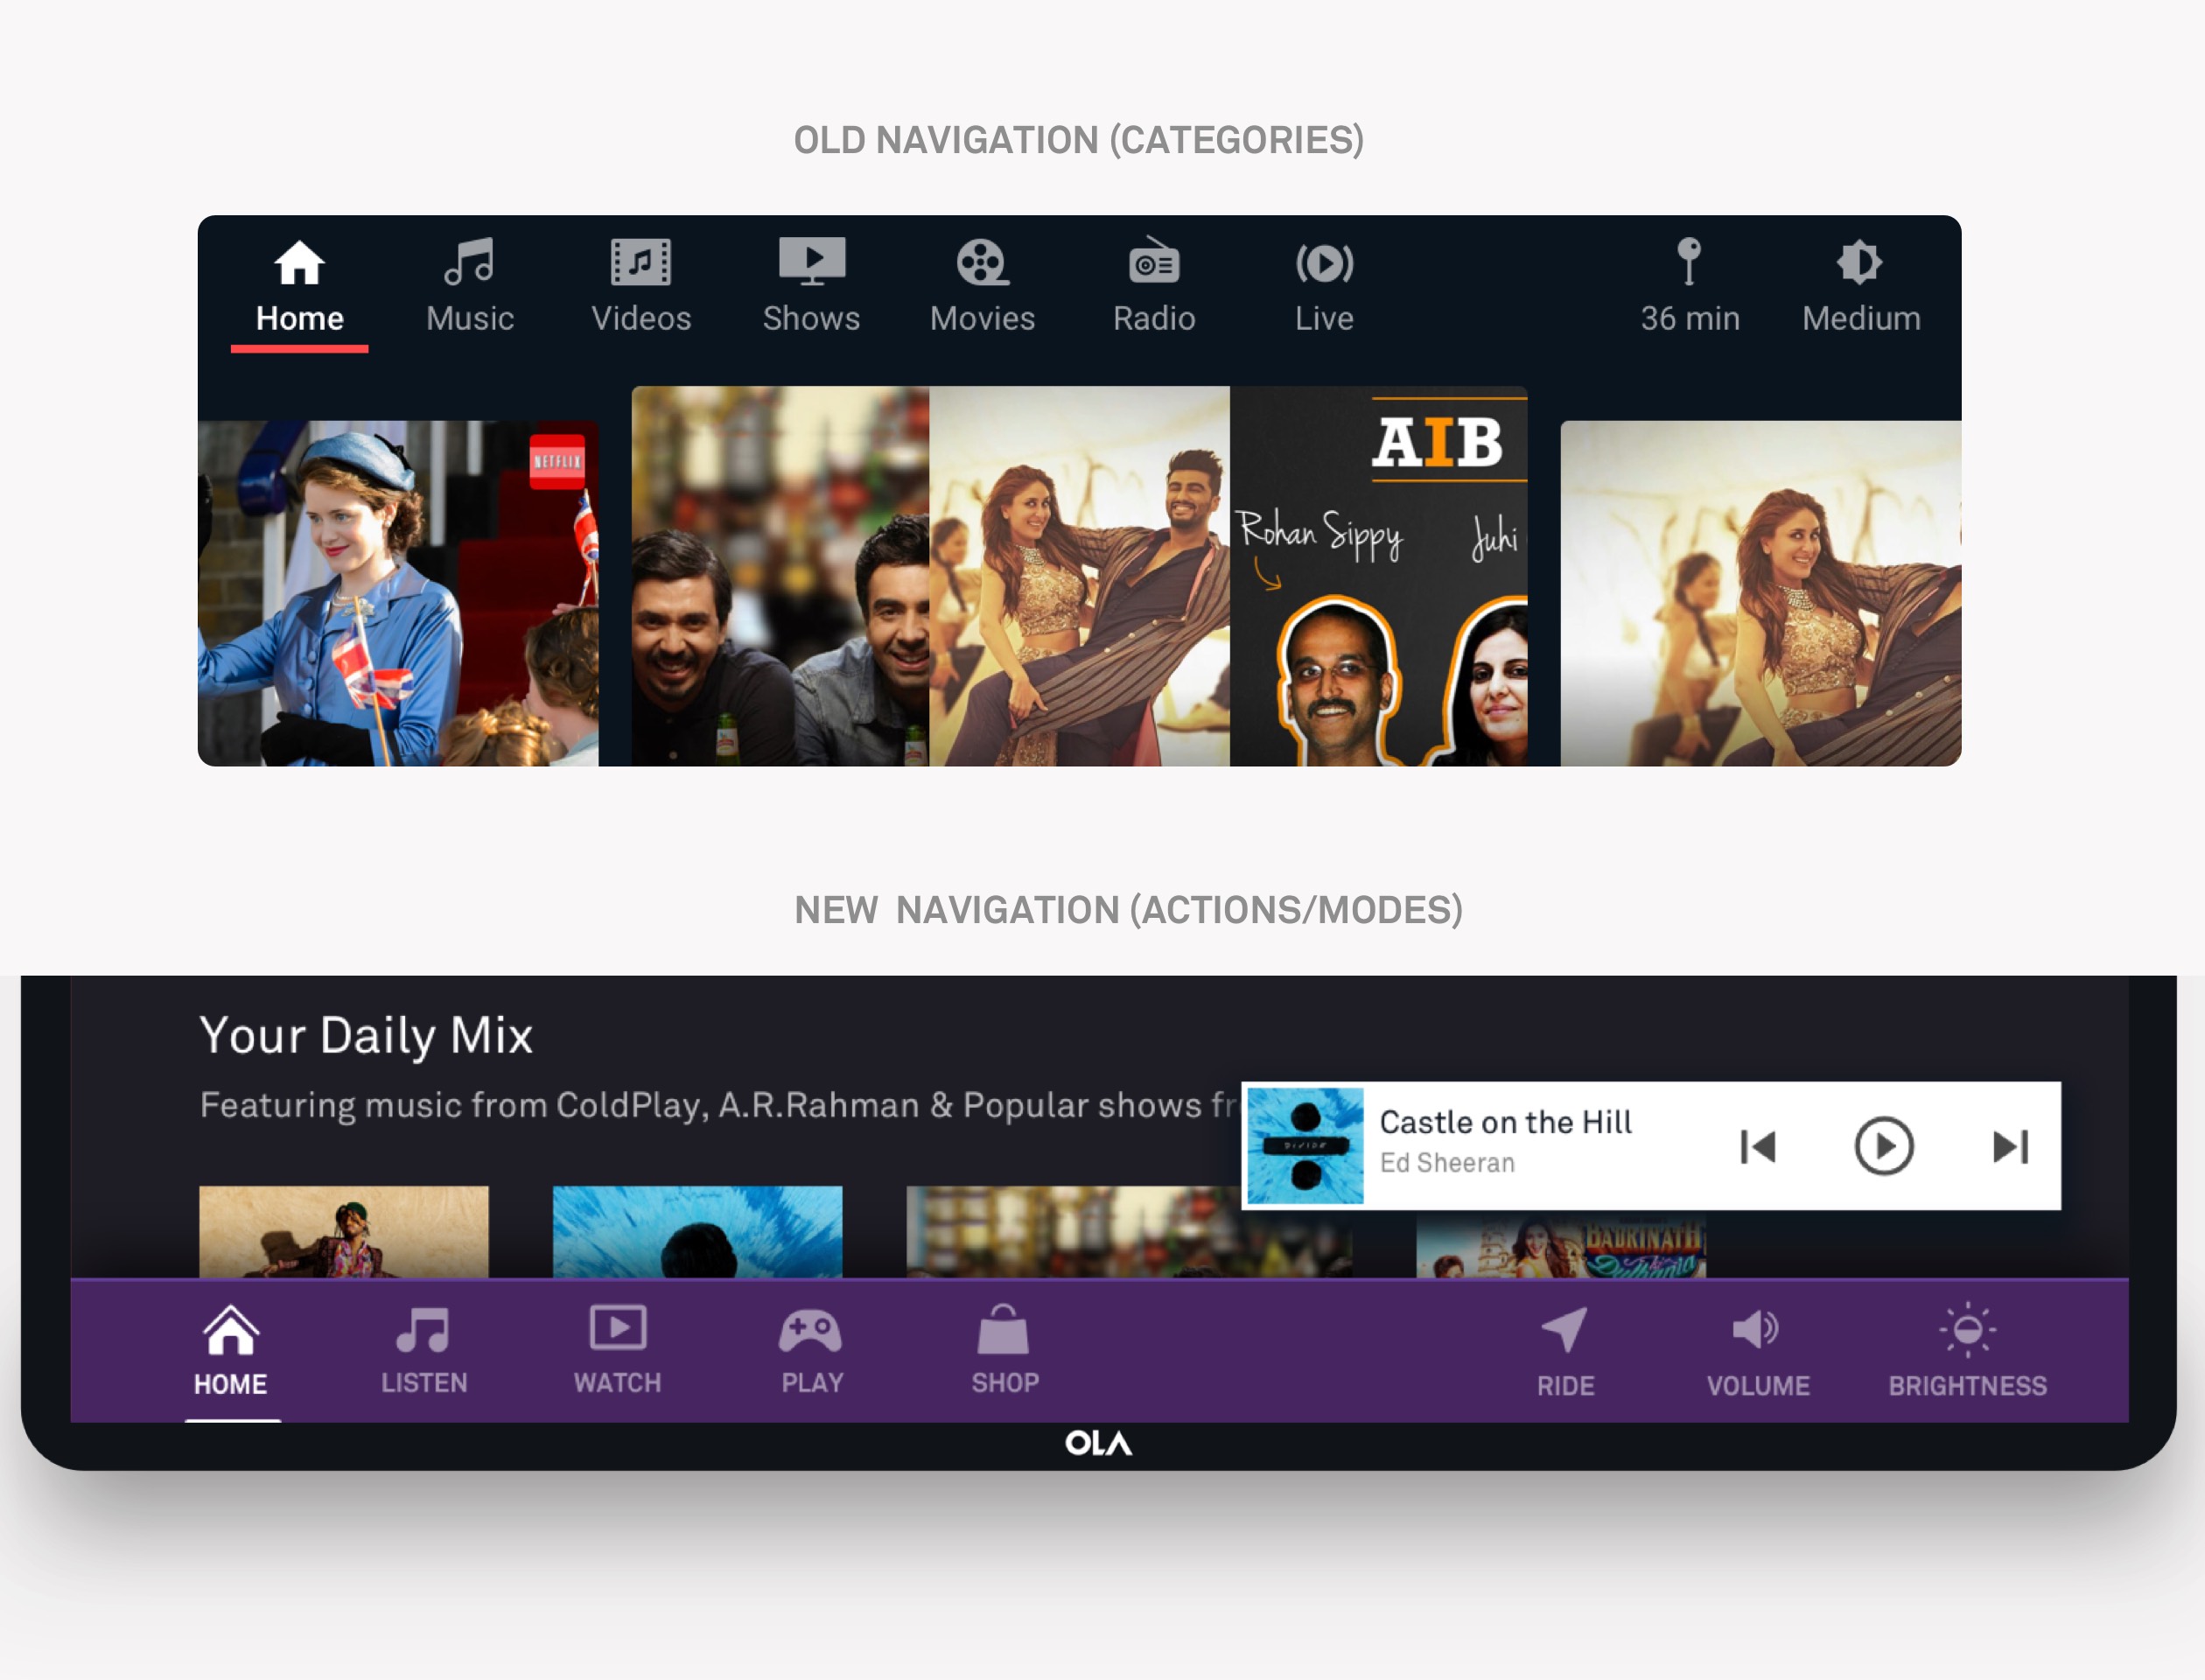 OLD NAVIGATION (CATEGORIES)
Home
Music
Videos
Shows
Movies
Radio
Live
36 min
Medium
NETFLIX
AIB
Rohan Sippy
Juhi
NEW NAVIGATION (ACTIONS/MODES)
Your Daily Mix
Featuring music from ColdPlay, A.R.Rahman & Popular shows fr
DIVIDE
Castle on the Hill
Ed Sheeran
BADRINATH
Dulhania
HOME
LISTEN
WATCH
PLAY
SHOP
RIDE
VOLUME
BRIGHTNESS
OLA